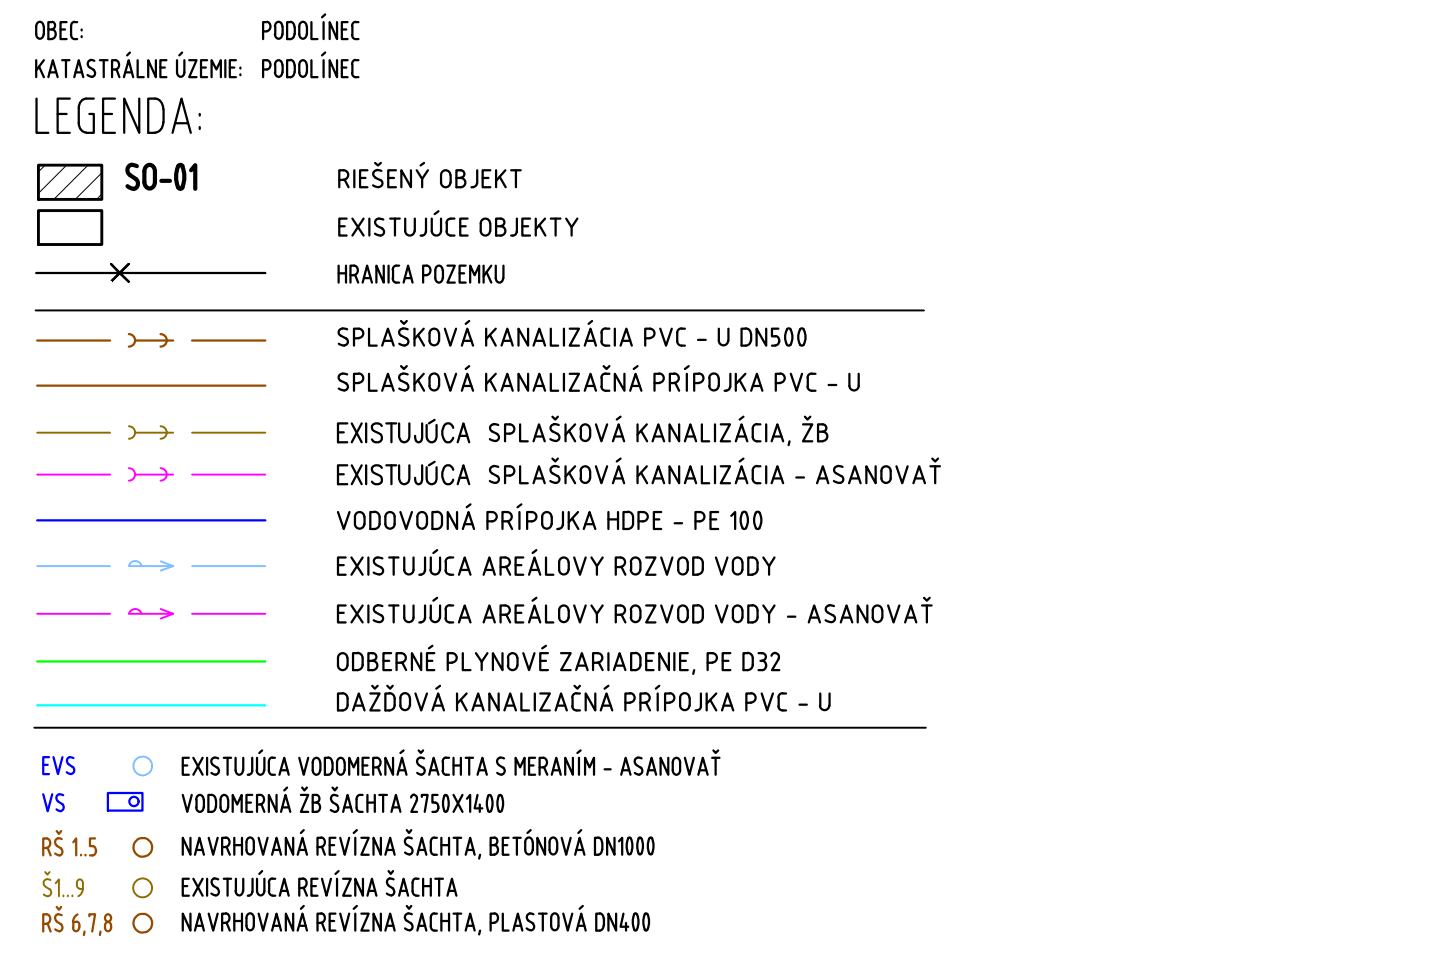 OBEC: PODOLÍNEC
KATASTRÁLNE ÚZEMIE: PODOLÍNEC
LEGENDA:
SO-01 RIEŠENÝ OBJEKT
EXISTUJÚCE OBJEKTY
HRANICA POZEMKU
SPLAŠKOVÁ KANALIZÁCIA PVC - U DN500
SPLAŠKOVÁ KANALIZAČNÁ PRÍPOJKA PVC - U
EXISTUJÚCA SPLAŠKOVÁ KANALIZÁCIA, ŽB
EXISTUJÚCA SPLAŠKOVÁ KANALIZÁCIA - ASANOVAŤ
VODOVODNÁ PRÍPOJKA HDPE - PE 100
EXISTUJÚCA AREÁLOVY ROZVOD VODY
EXISTUJÚCA AREÁLOVY ROZVOD VODY - ASANOVAŤ
ODBERNÉ PLYNOVÉ ZARIADENIE, PE D32
DAŽĎOVÁ KANALIZAČNÁ PRÍPOJKA PVC - U
EVS EXISTUJÚCA VODOMERNÁ ŠACHTA S MERANÍM - ASANOVAŤ
VS VODOMERNÁ ŽB ŠACHTA 2750X1400
RŠ 1..5 NAVRHOVANÁ REVÍZNA ŠACHTA, BETÓNOVÁ DN1000
Š1...9 EXISTUJÚCA REVÍZNA ŠACHTA
RŠ 6,7,8 NAVRHOVANÁ REVÍZNA ŠACHTA, PLASTOVÁ DN400